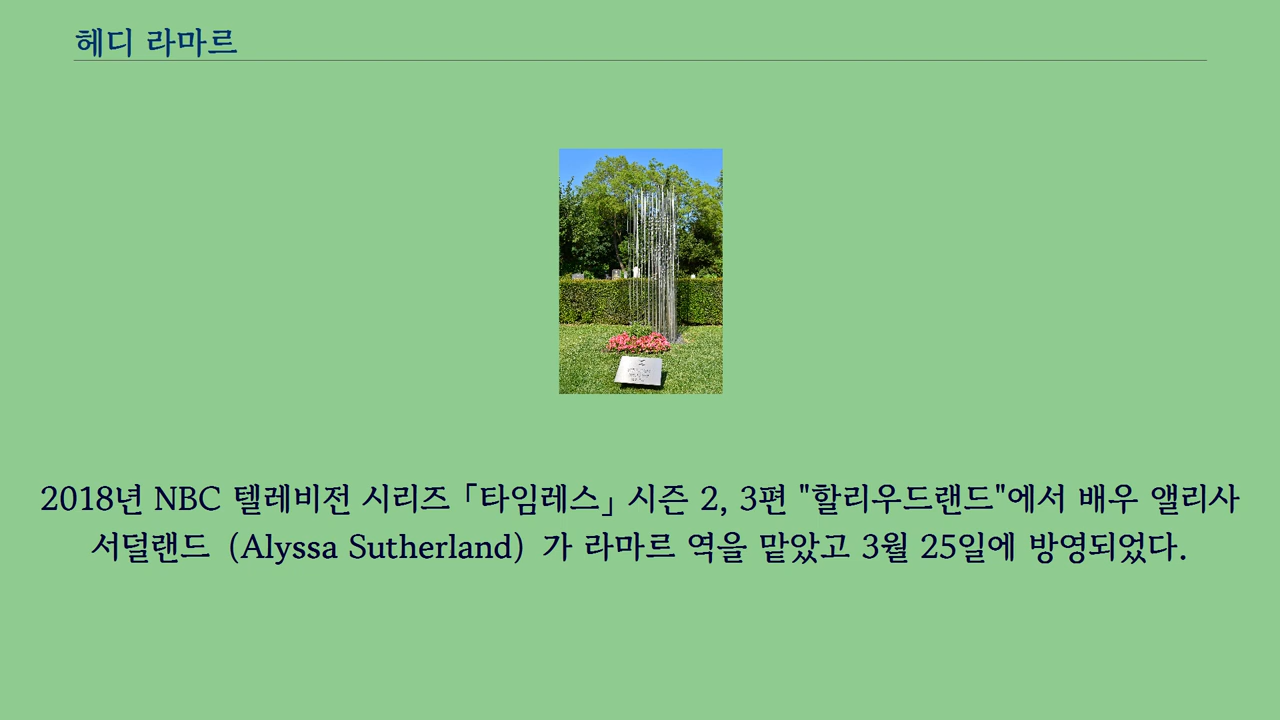 헤디 라마르
2018년 NBC 텔레비전 시리즈 「타임레스」 시즌 2, 3편 "할리우드랜드"에서 배우 앨리사
서덜랜드（Alyssa Sutherland）가 라마르 역을 맡았고 3월 25일에 방영되었다.